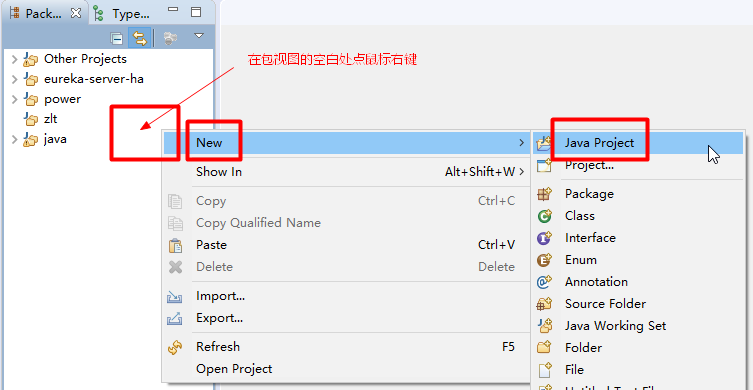 Pack...
Type...
Other Projects
eureka-server-ha
power
zlt
java
在包视图的空白处点鼠标右键
New
Show In Alt+Shift+W
Copy Ctrl+C
Copy Qualified Name
Paste Ctrl+V
Delete Delete
Import...
Export...
Refresh F5
Open Project
Java Project
Project...
Package
Class
Interface
Enum
Annotation
Source Folder
Java Working Set
Folder
File
Untitled Text File